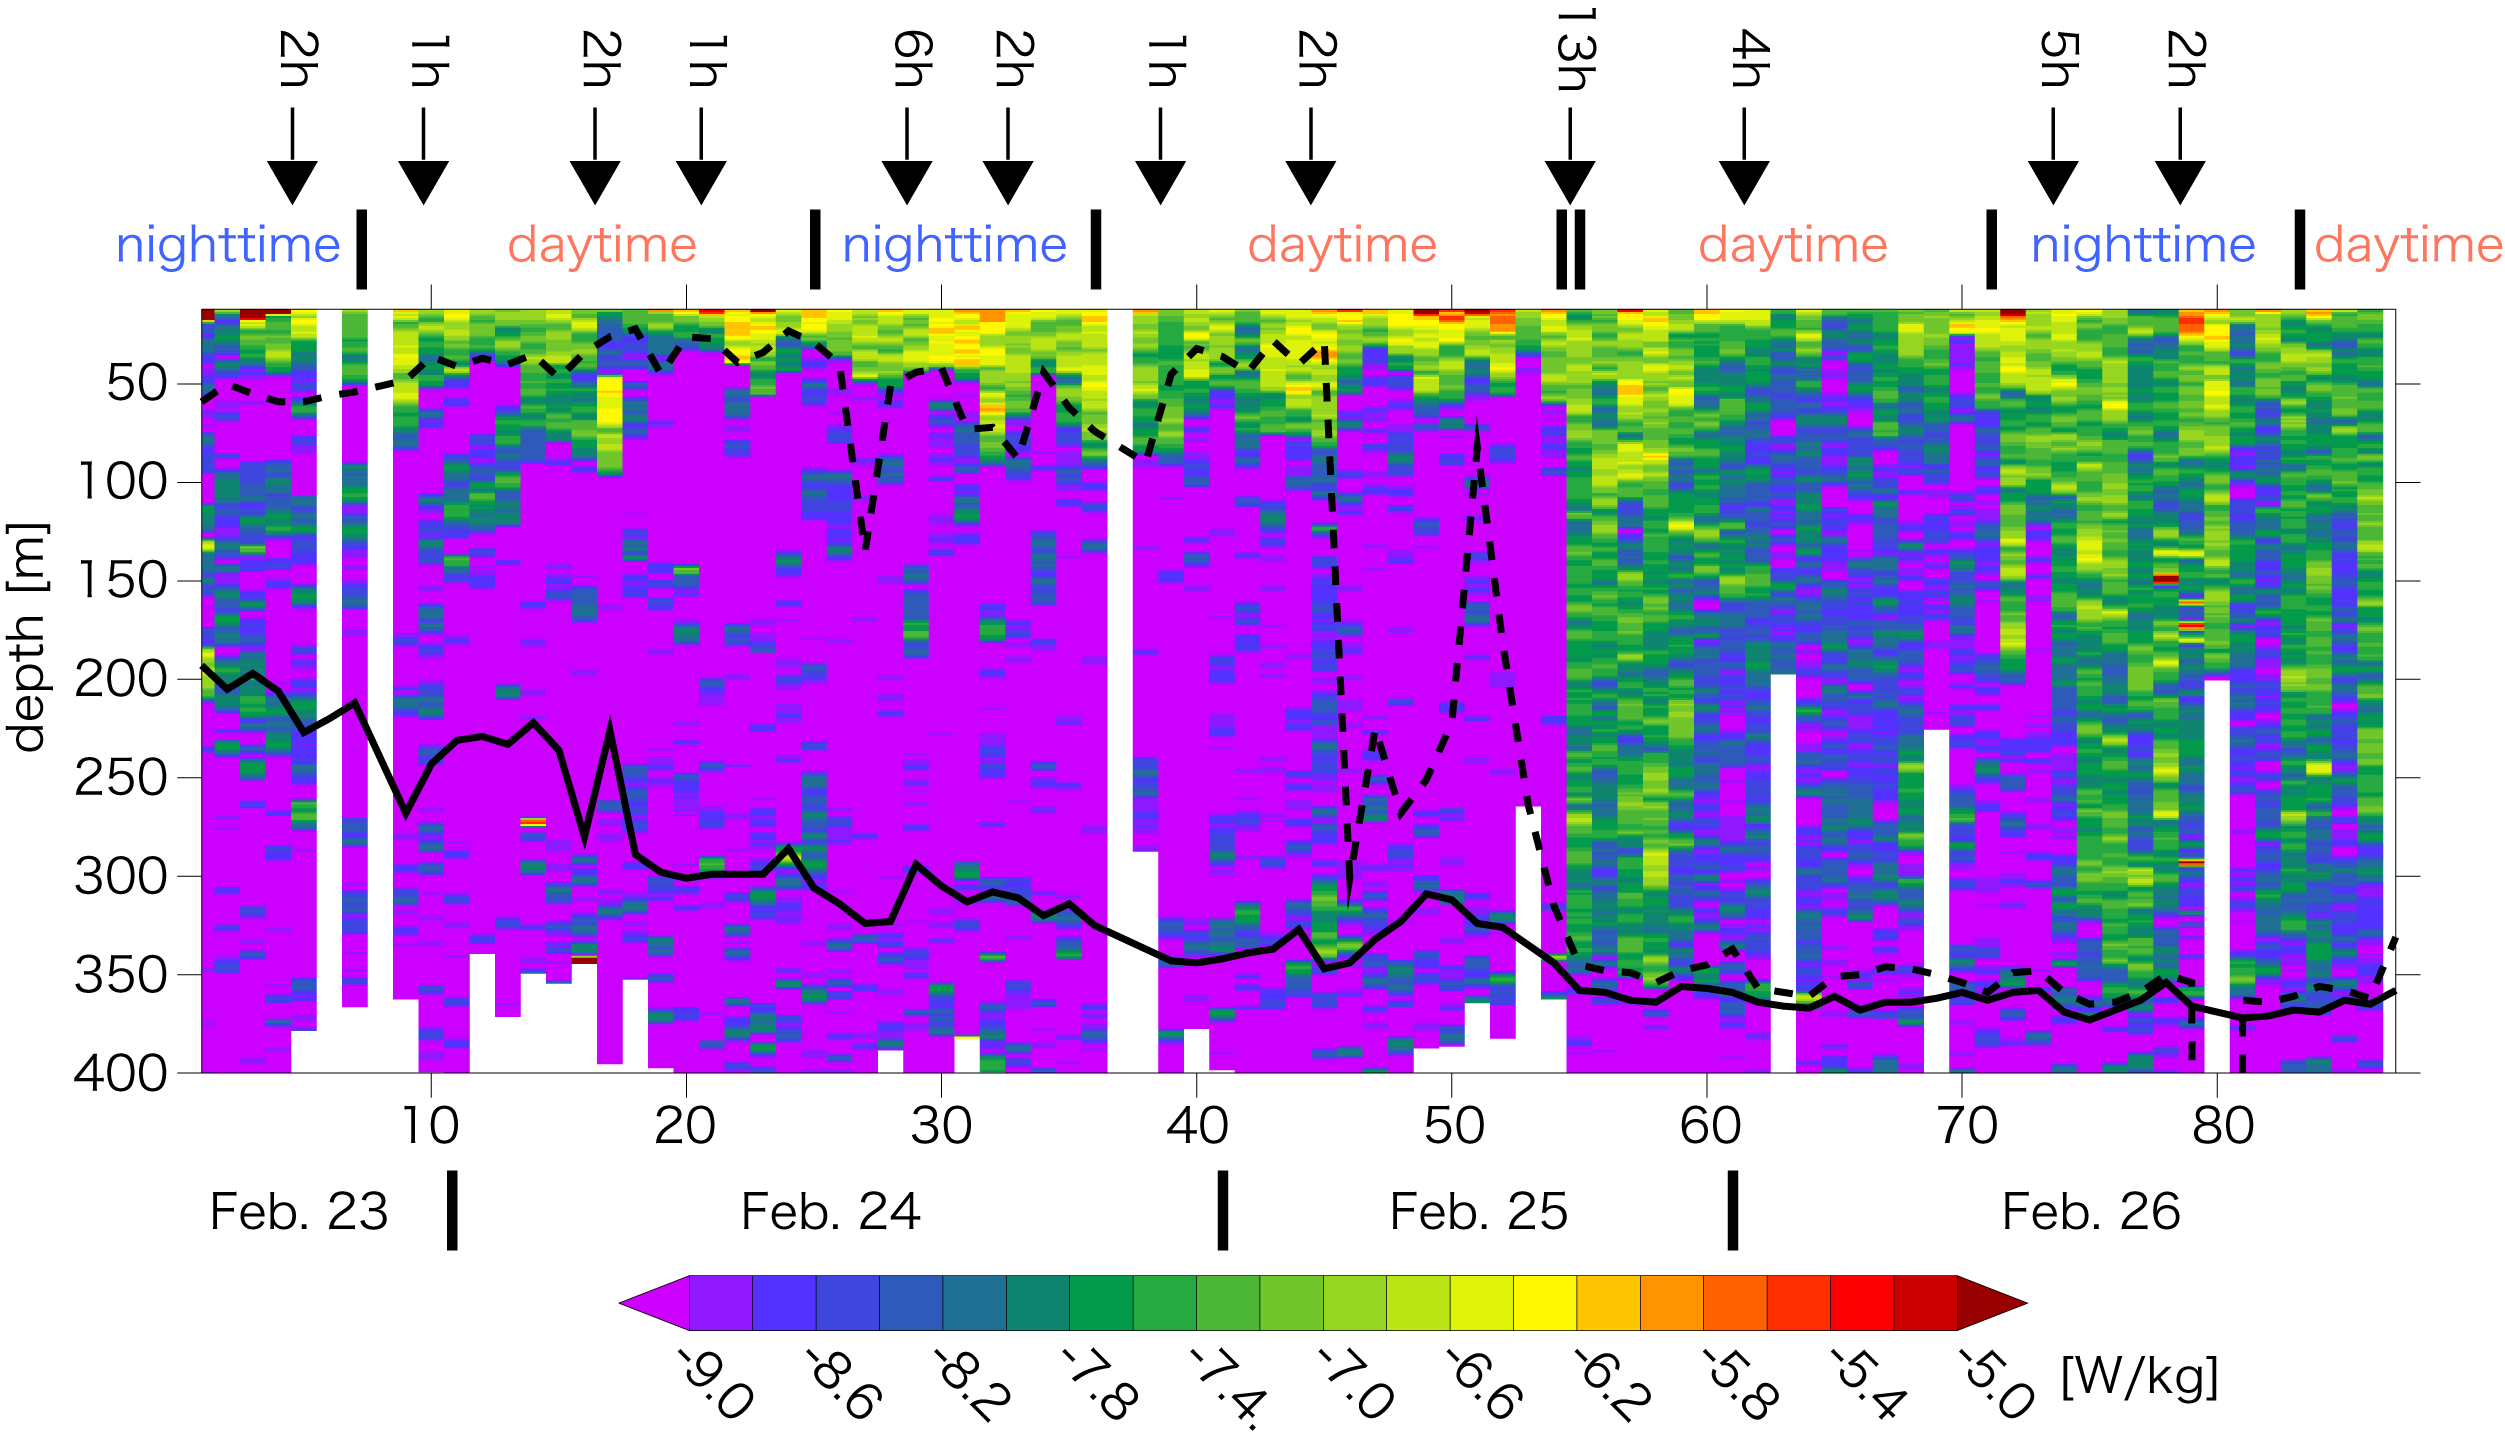 2h 1h 2h 1h 6h 2h 1h 2h 13h 4h 5h 2h
nighttime daytime nighttime daytime daytime nighttime daytime
depth [m]
50
100
150
200
250
300
350
400
10 20 30 40 50 60 70 80
Feb. 23 Feb. 24 Feb. 25 Feb. 26
-9.0 -8.6 -8.2 -7.8 -7.4. -7.0 -6.6 -6.2 -5.8 -5.4 -5.0 [W/kg]